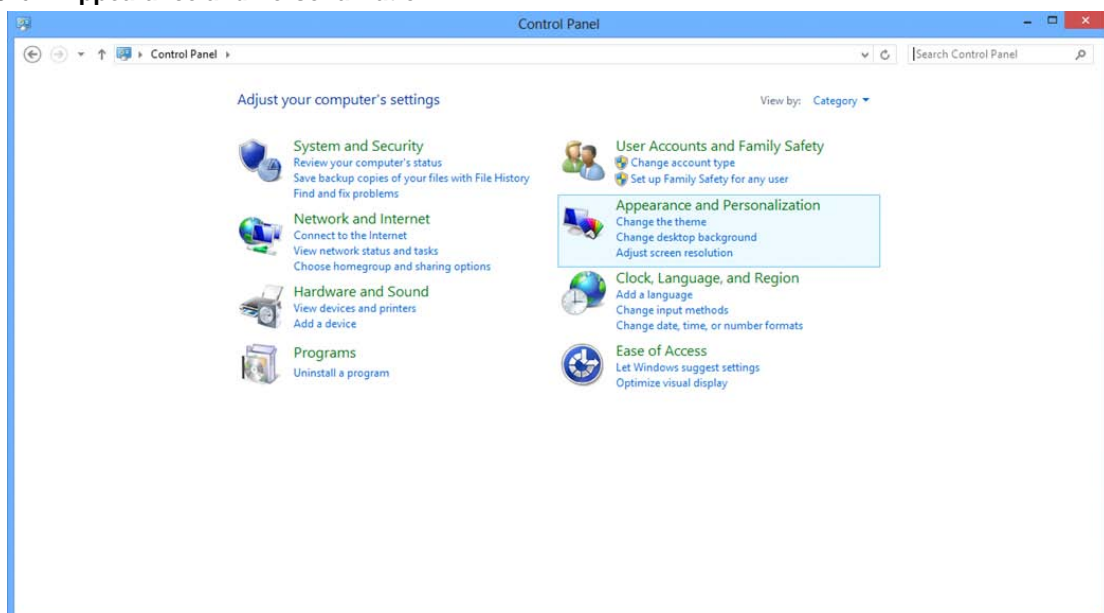 Control Panel
Control Panel
Search Control Panel
Adjust your computer's settings
View by: Category
System and Security
Review your computer's status
Save backup copies of your files with File History
Find and fix problems
Network and Internet
Connect to the Internet
View network status and tasks
Choose homegroup and sharing options
Hardware and Sound
View devices and printers
Add a device
Programs
Uninstall a program
User Accounts and Family Safety
Change account type
Set up Family Safety for any user
Appearance and Personalization
Change the theme
Change desktop background
Adjust screen resolution
Clock, Language, and Region
Add a language
Change input methods
Change date, time, or number formats
Ease of Access
Let Windows suggest settings
Optimize visual display